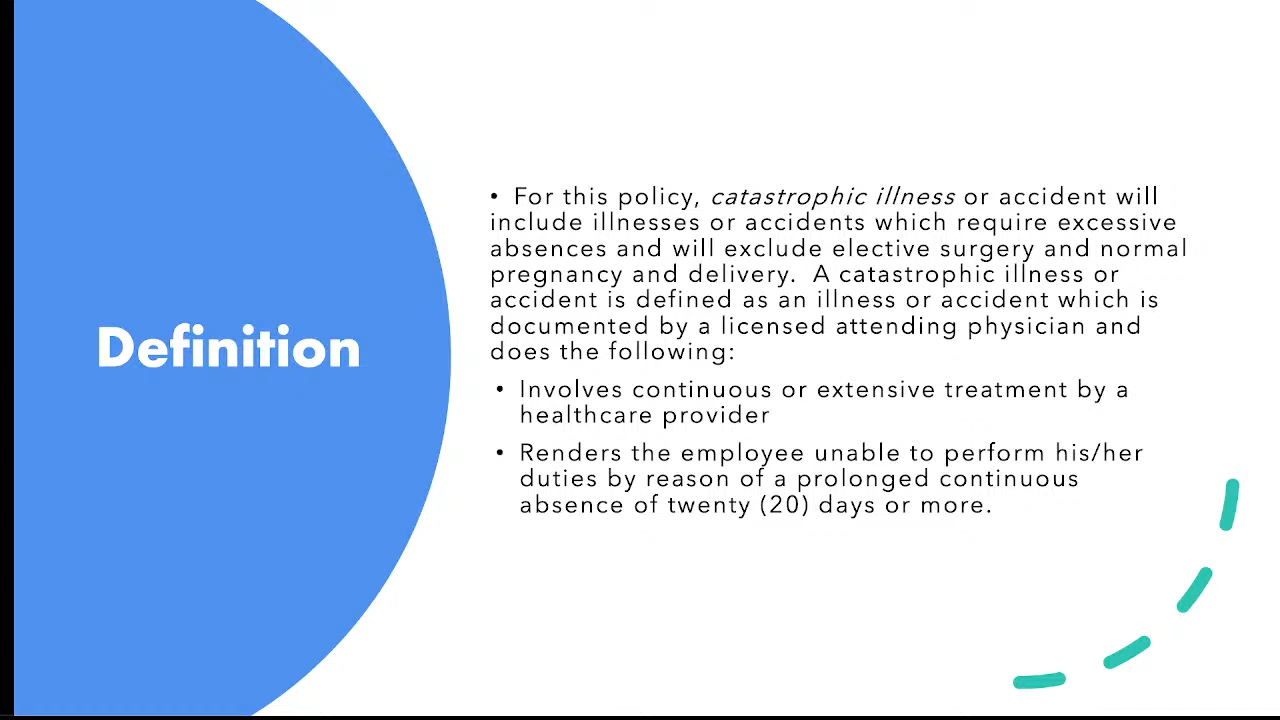 Definition
• For this policy, catastrophic illness or accident will
include illnesses or accidents which require excessive
absences and will exclude elective surgery and normal
pregnancy and delivery.  A catastrophic illness or
accident is defined as an illness or accident which is
documented by a licensed attending physician and
does the following:
• Involves continuous or extensive treatment by a
healthcare provider
• Renders the employee unable to perform his/her
duties by reason of a prolonged continuous
absence of twenty (20) days or more.